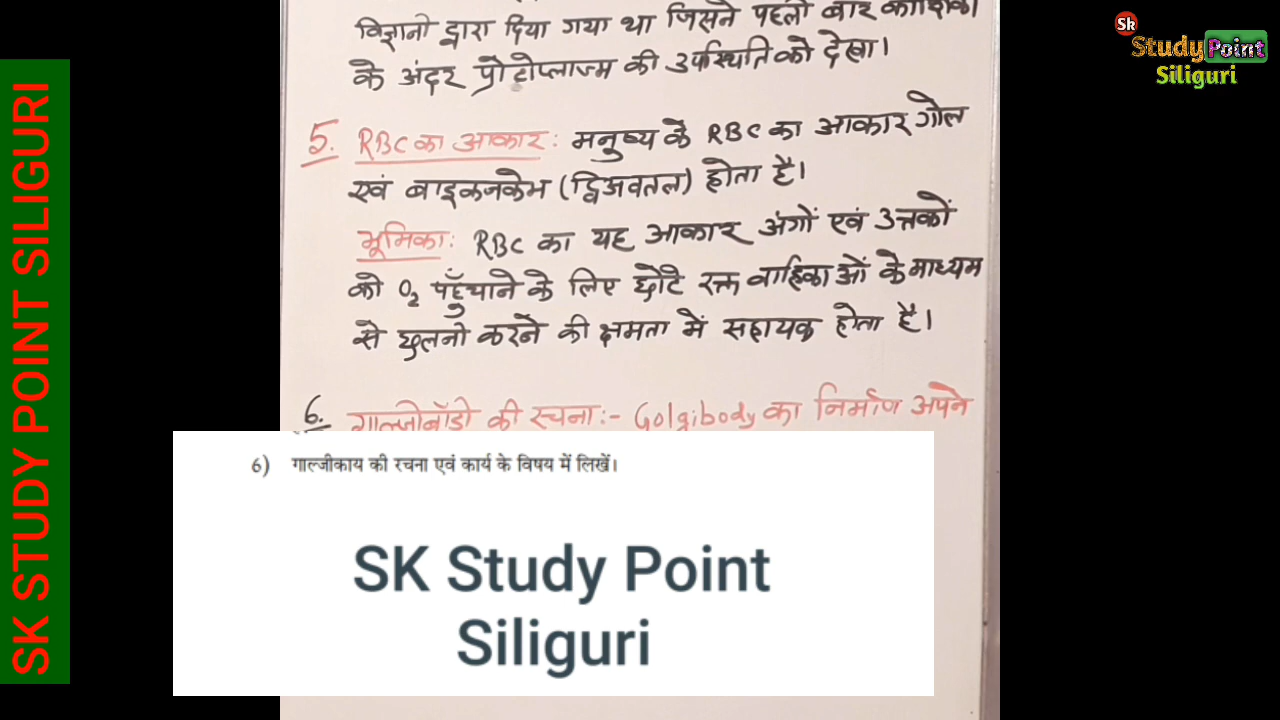 विज्ञानी द्वारा दिया गया था जिसने पहली बार कोशिका
के अंदर प्रोटोप्लाज्म की उपस्थिति को देखा।
5. RBC का आकार: मनुष्य के RBC का आकार गोल
एवं बाइकनकेभ (द्विअवतल) होता है।
भूमिका: RBC का यह आकार अंगों एवं उत्तकों
को O₂ पहुँचाने के लिए छोटे रक्त वाहिकाओं के माध्यम
से छुलनी करने की क्षमता में सहायक होता है।
6. गाल्जीबॉडी की रचना:- Golgibody का निर्माण अपने
6) गाल्जीकाय की रचना एवं कार्य के विषय में लिखें।
SK Study Point
Siliguri
SK STUDY POINT SILIGURI
Sk
Study Point
Siliguri